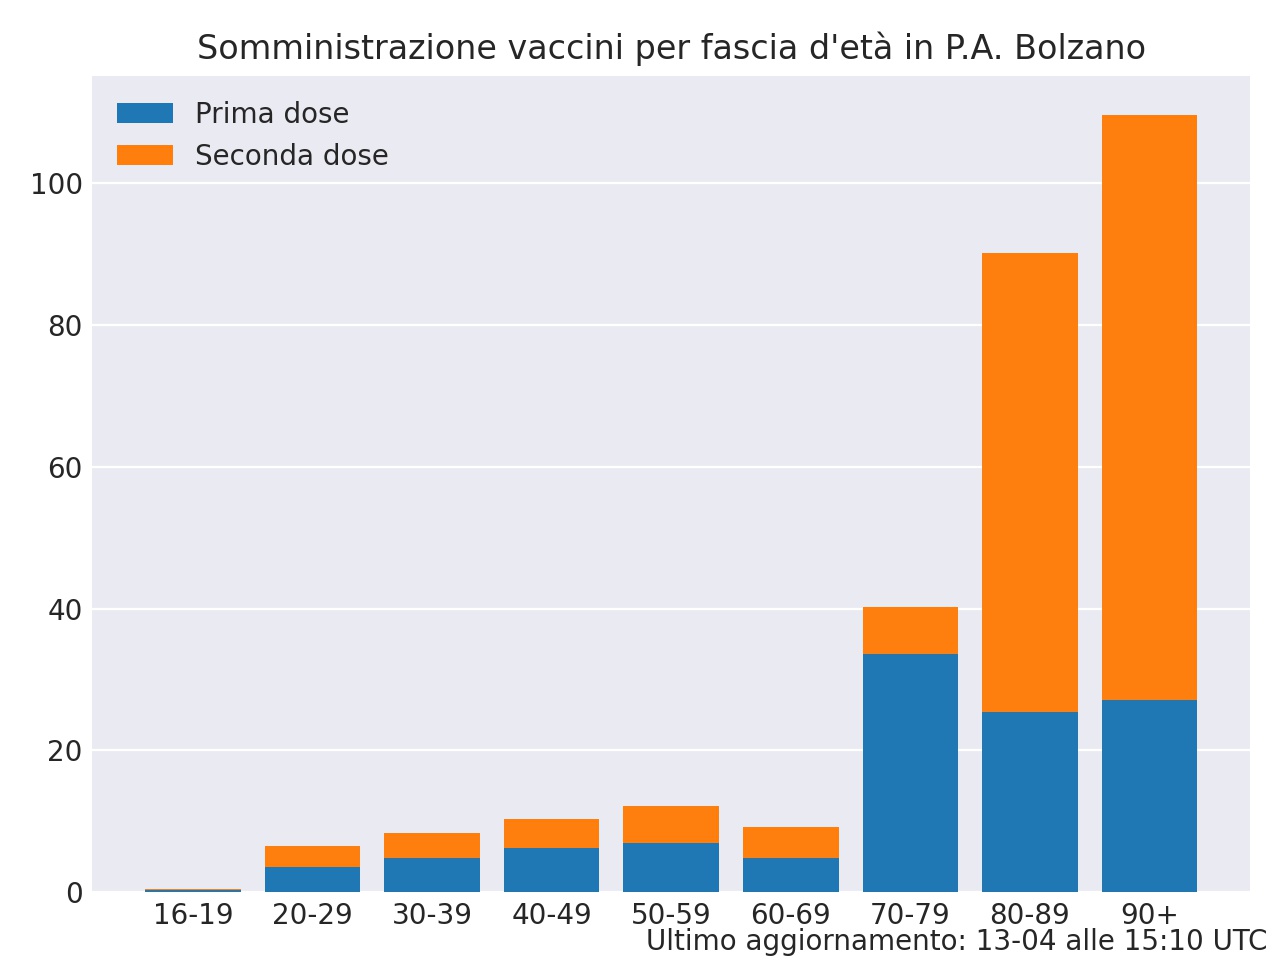 Somministrazione vaccini per fascia d'età in P.A. Bolzano
Prima dose
Seconda dose
100
80
60
40
20
0
16-19 20-29 30-39 40-49 50-59 60-69 70-79 80-89 90+
Ultimo aggiornamento: 13-04 alle 15:10 UTC